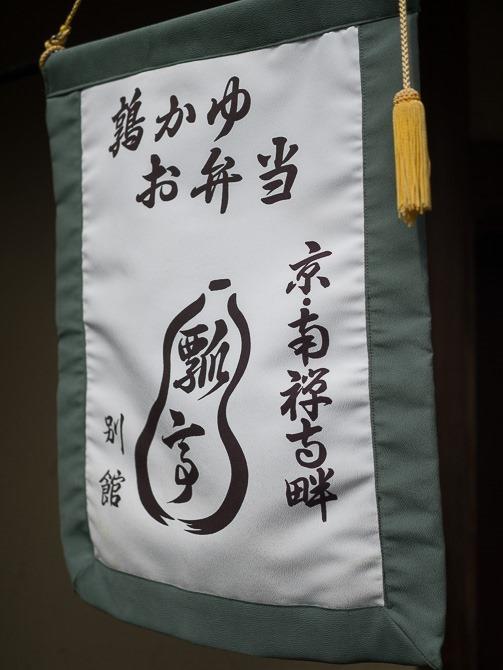 鶉かゆ
お弁当
京・南禅寺畔
瓢亭
別館